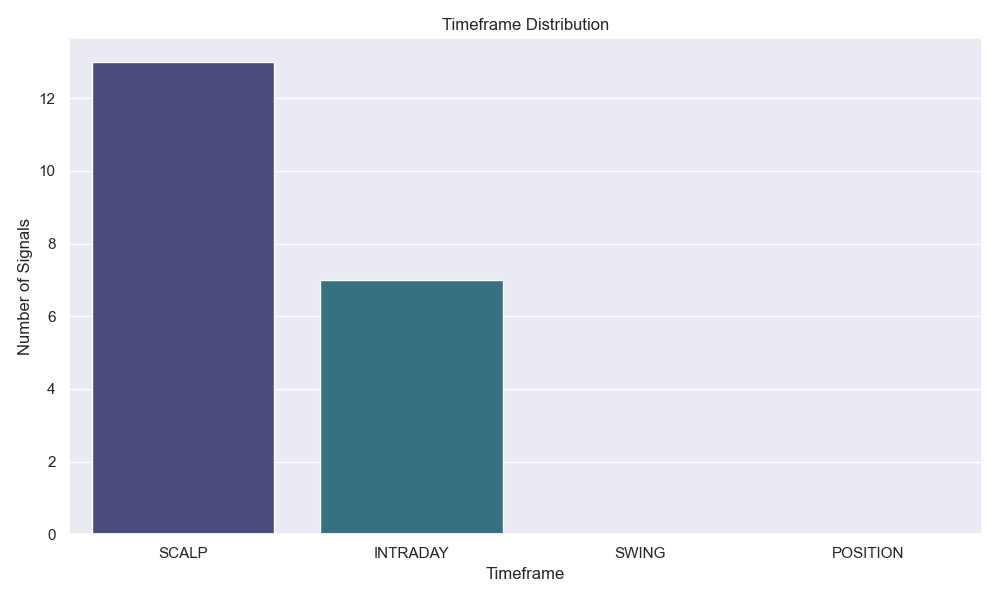 Timeframe Distribution
Number of Signals
12
10
8
6
4
2
0
SCALP INTRADAY SWING POSITION
Timeframe